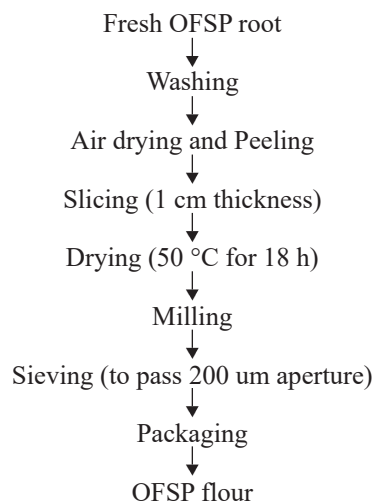 Fresh OFSP root
Washing
Air drying and Peeling
Slicing (1 cm thickness)
Drying (50 °C for 18 h)
Milling
Sieving (to pass 200 um aperture)
Packaging
OFSP flour